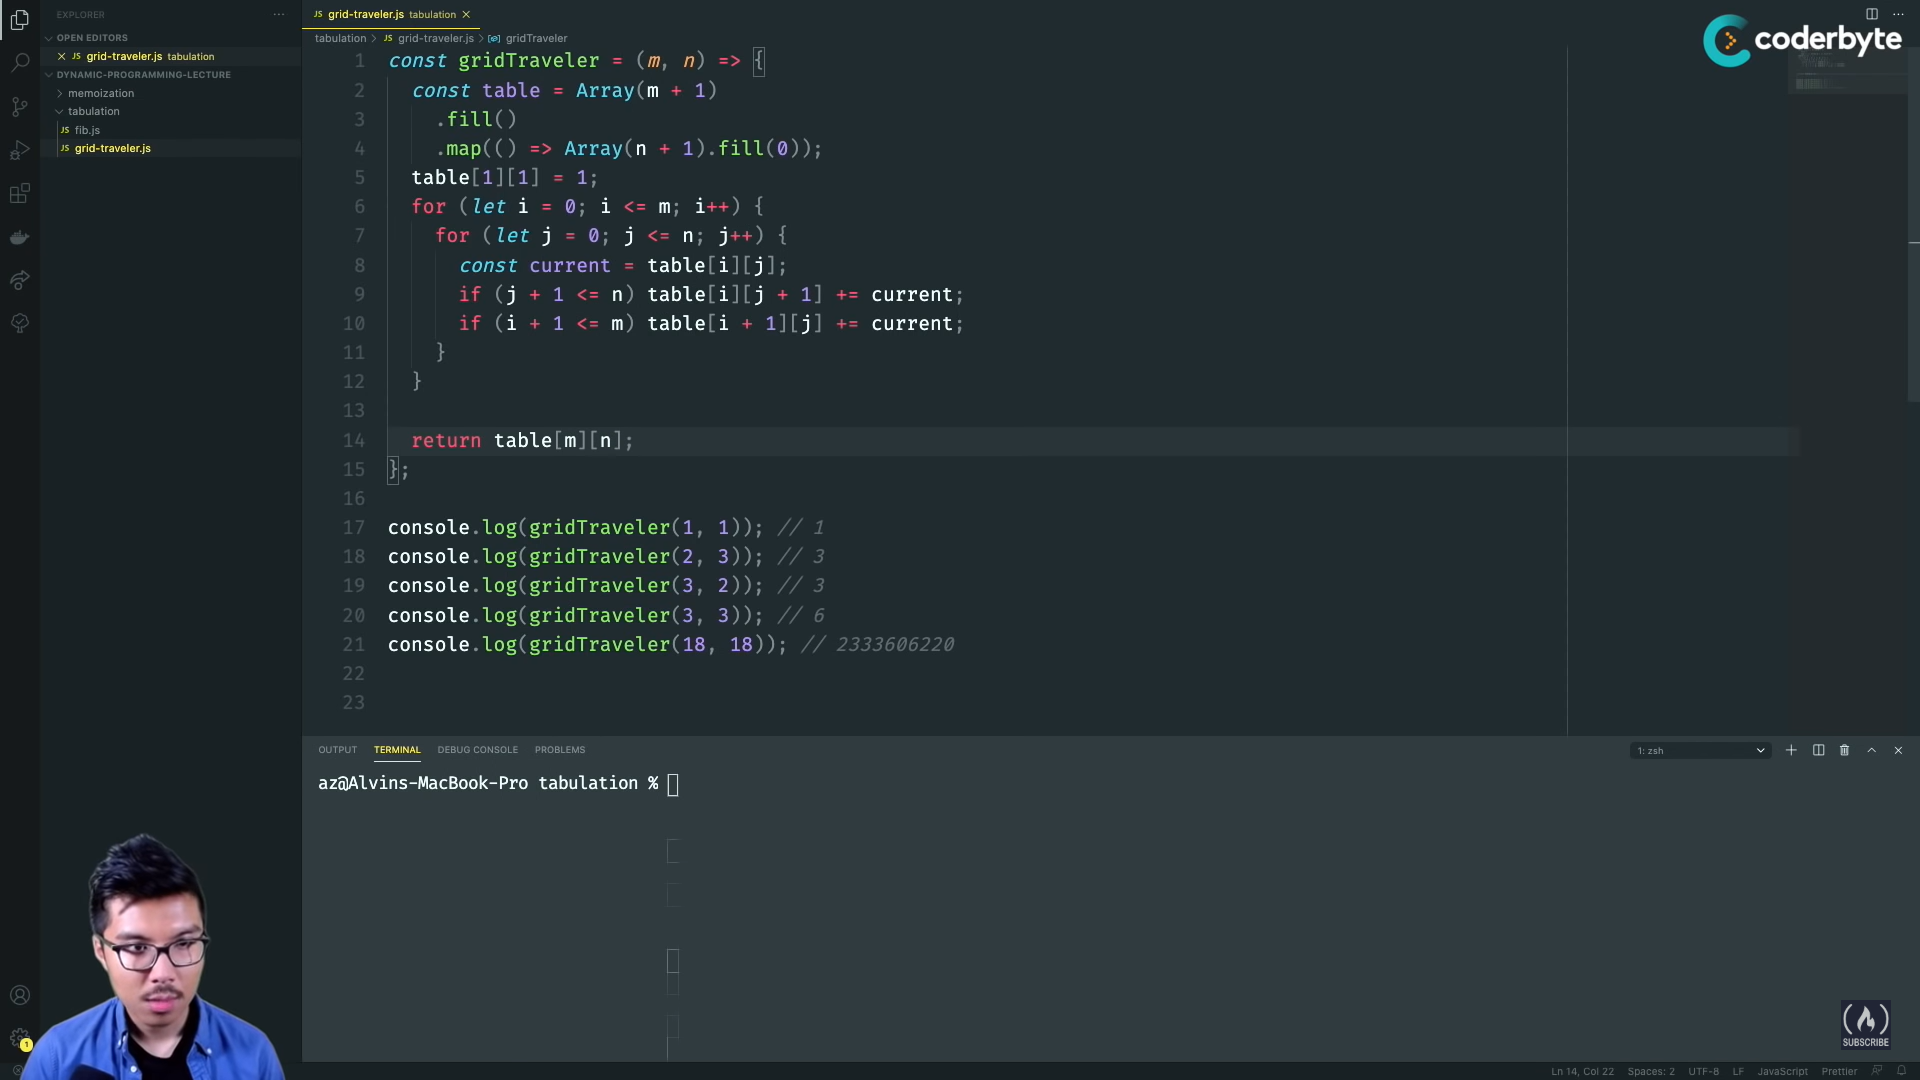 EXPLORER
OPEN EDITORS
JS grid-traveler.js tabulation
DYNAMIC-PROGRAMMING-LECTURE
memoization
tabulation
JS fib.js
JS grid-traveler.js
JS grid-traveler.js tabulation
tabulation > JS grid-traveler.js > gridTraveler
coderbyte
1 const gridTraveler = (m, n) => {
2 const table = Array(m + 1)
3 .fill()
4 .map(() => Array(n + 1).fill(0));
5 table[1][1] = 1;
6 for (let i = 0; i <= m; i++) {
7 for (let j = 0; j <= n; j++) {
8 const current = table[i][j];
9 if (j + 1 <= n) table[i][j + 1] += current;
10 if (i + 1 <= m) table[i + 1][j] += current;
11 }
12 }
13
14 return table[m][n];
15 };
16
17 console.log(gridTraveler(1, 1)); // 1
18 console.log(gridTraveler(2, 3)); // 3
19 console.log(gridTraveler(3, 2)); // 3
20 console.log(gridTraveler(3, 3)); // 6
21 console.log(gridTraveler(18, 18)); // 2333606220
22
23
OUTPUT TERMINAL DEBUG CONSOLE PROBLEMS
1: zsh
az@Alvins-MacBook-Pro tabulation %
1
SUBSCRIBE
Ln 14, Col 22 Spaces: 2 UTF-8 LF JavaScript Prettier